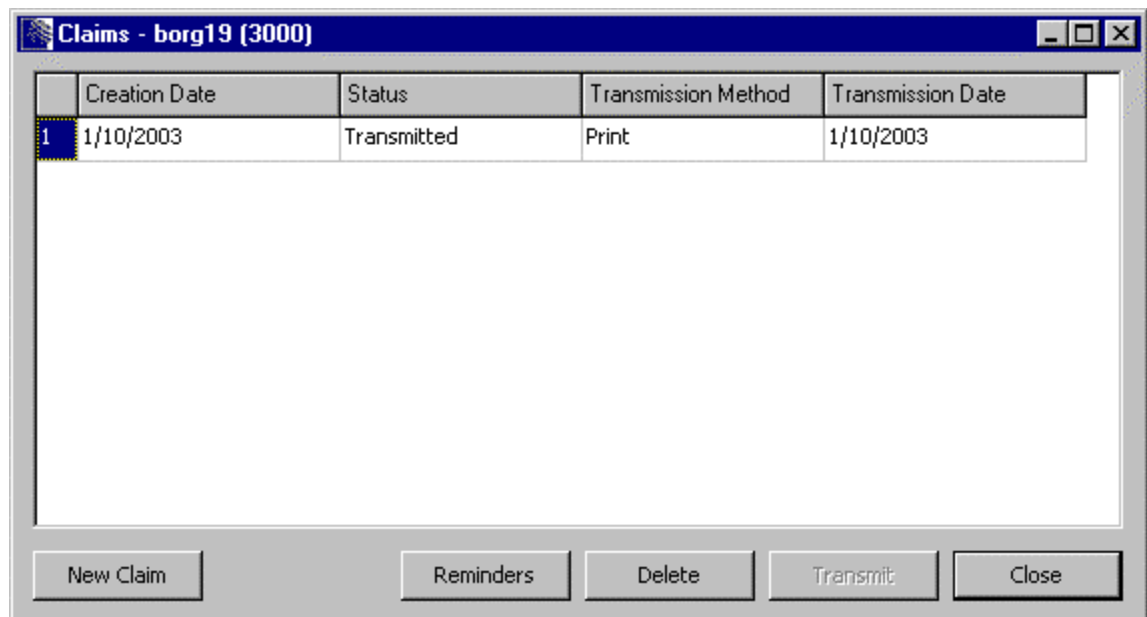 Claims - borg19 (3000)
Creation Date Status Transmission Method Transmission Date
1 1/10/2003 Transmitted Print 1/10/2003
New Claim Reminders Delete Transmit Close